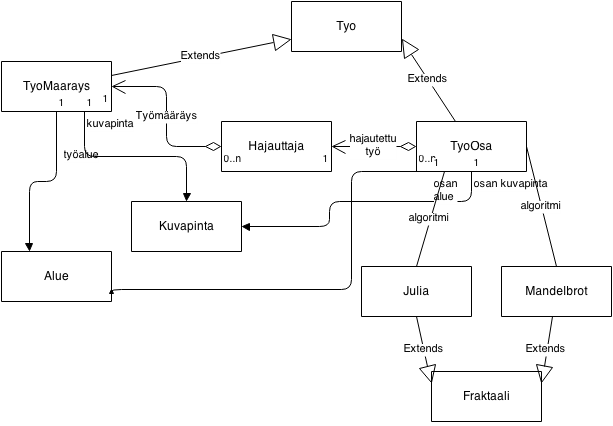 Tyo
Extends
Extends
TyoMaarays
1
1
1
kuvapinta
Työmääräys
työalue
Hajauttaja
0..n
1
hajautettu
työ
TyoOsa
0..n
1
1
osan
alue
osan kuvapinta
algoritmi
algoritmi
Kuvapinta
Alue
Julia
Mandelbrot
Extends
Extends
Fraktaali